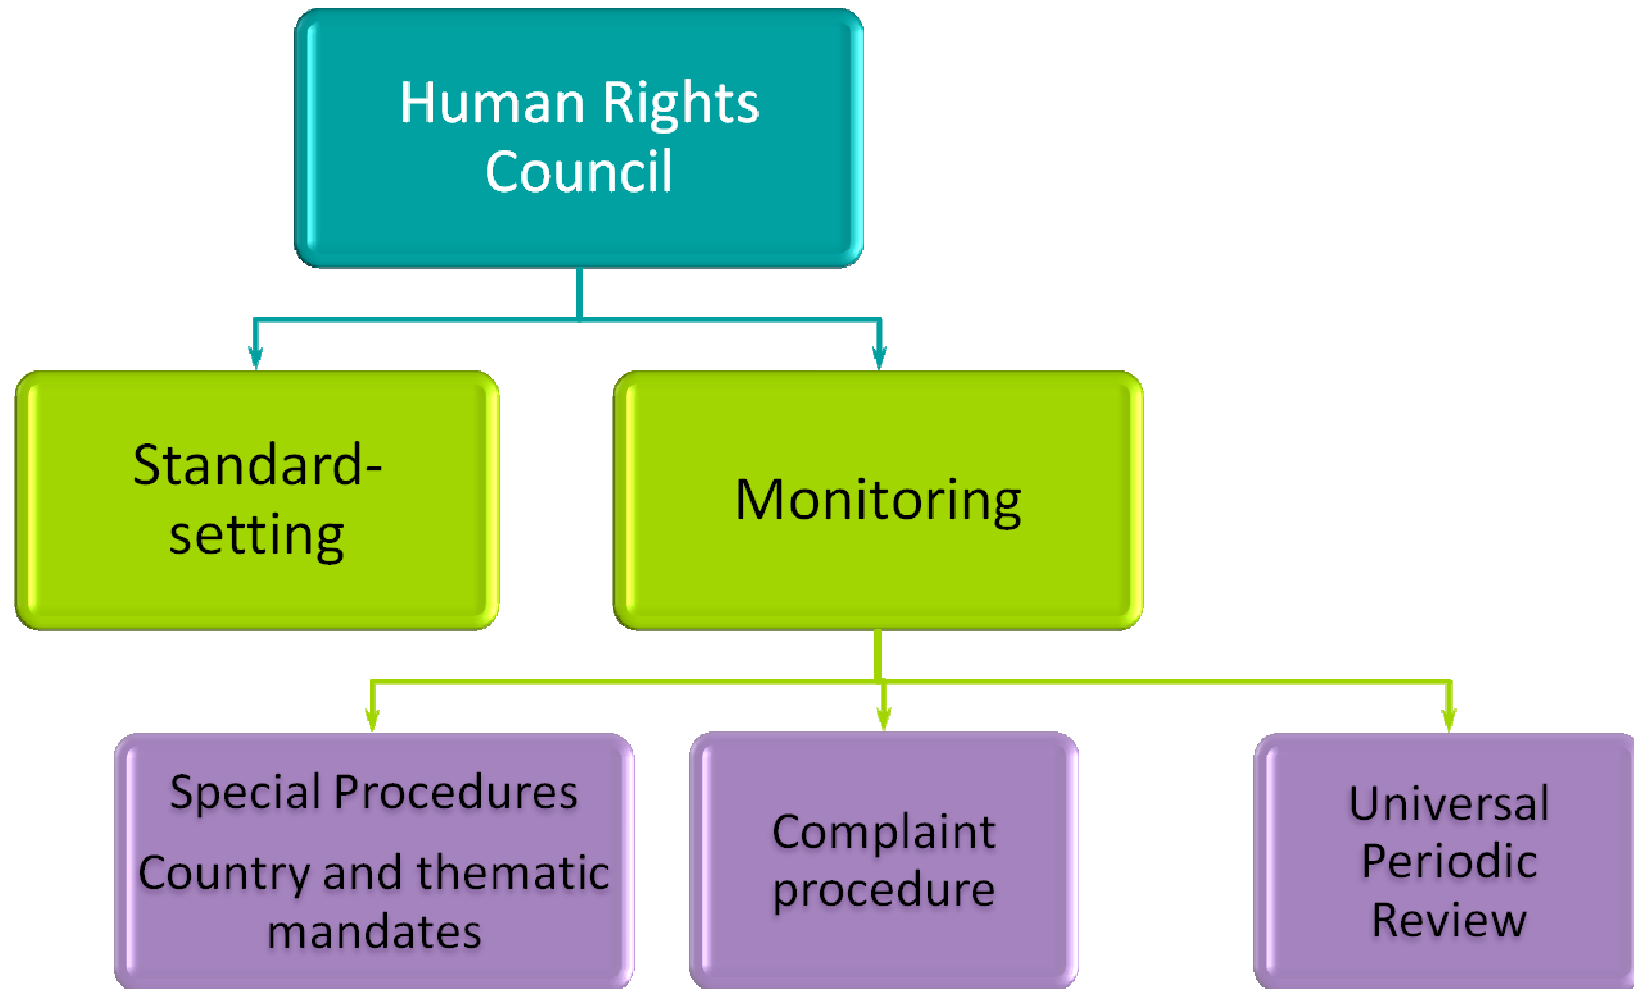 Human Rights
Council
Standard-
setting
Monitoring
Special Procedures
Country and thematic
mandates
Complaint
procedure
Universal
Periodic
Review